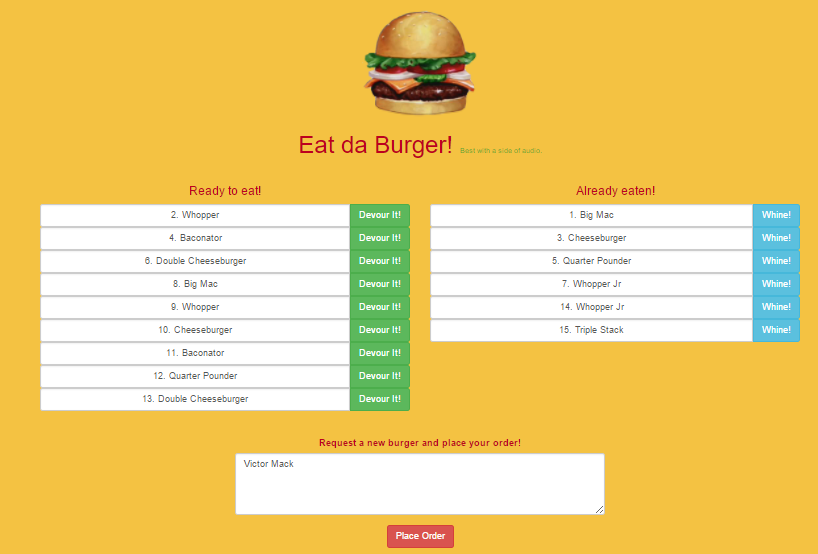 Eat da Burger! Best with a side of audio.
Ready to eat!
2. Whopper Devour It!
4. Baconator Devour It!
6. Double Cheeseburger Devour It!
8. Big Mac Devour It!
9. Whopper Devour It!
10. Cheeseburger Devour It!
11. Baconator Devour It!
12. Quarter Pounder Devour It!
13. Double Cheeseburger Devour It!
Already eaten!
1. Big Mac Whine!
3. Cheeseburger Whine!
5. Quarter Pounder Whine!
7. Whopper Jr Whine!
14. Whopper Jr Whine!
15. Triple Stack Whine!
Request a new burger and place your order!
Victor Mack
Place Order